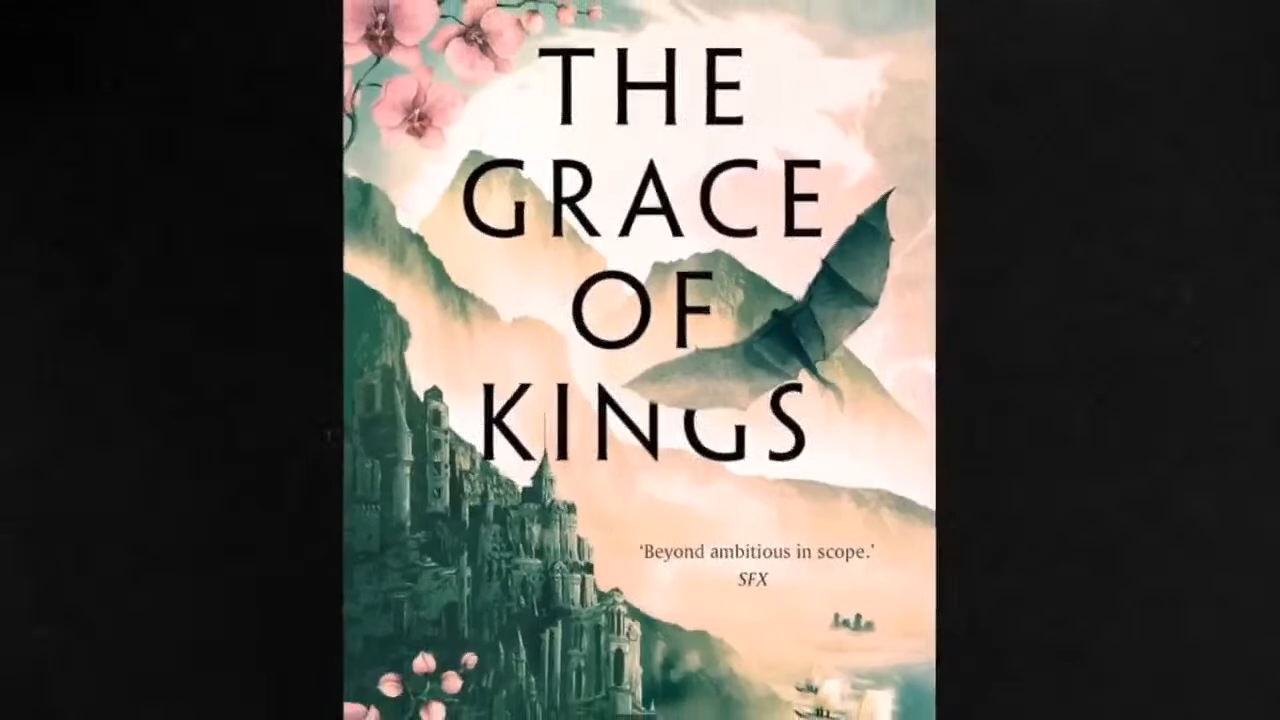 THE
GRACE
OF
KINGS
‘Beyond ambitious in scope.’
SFX